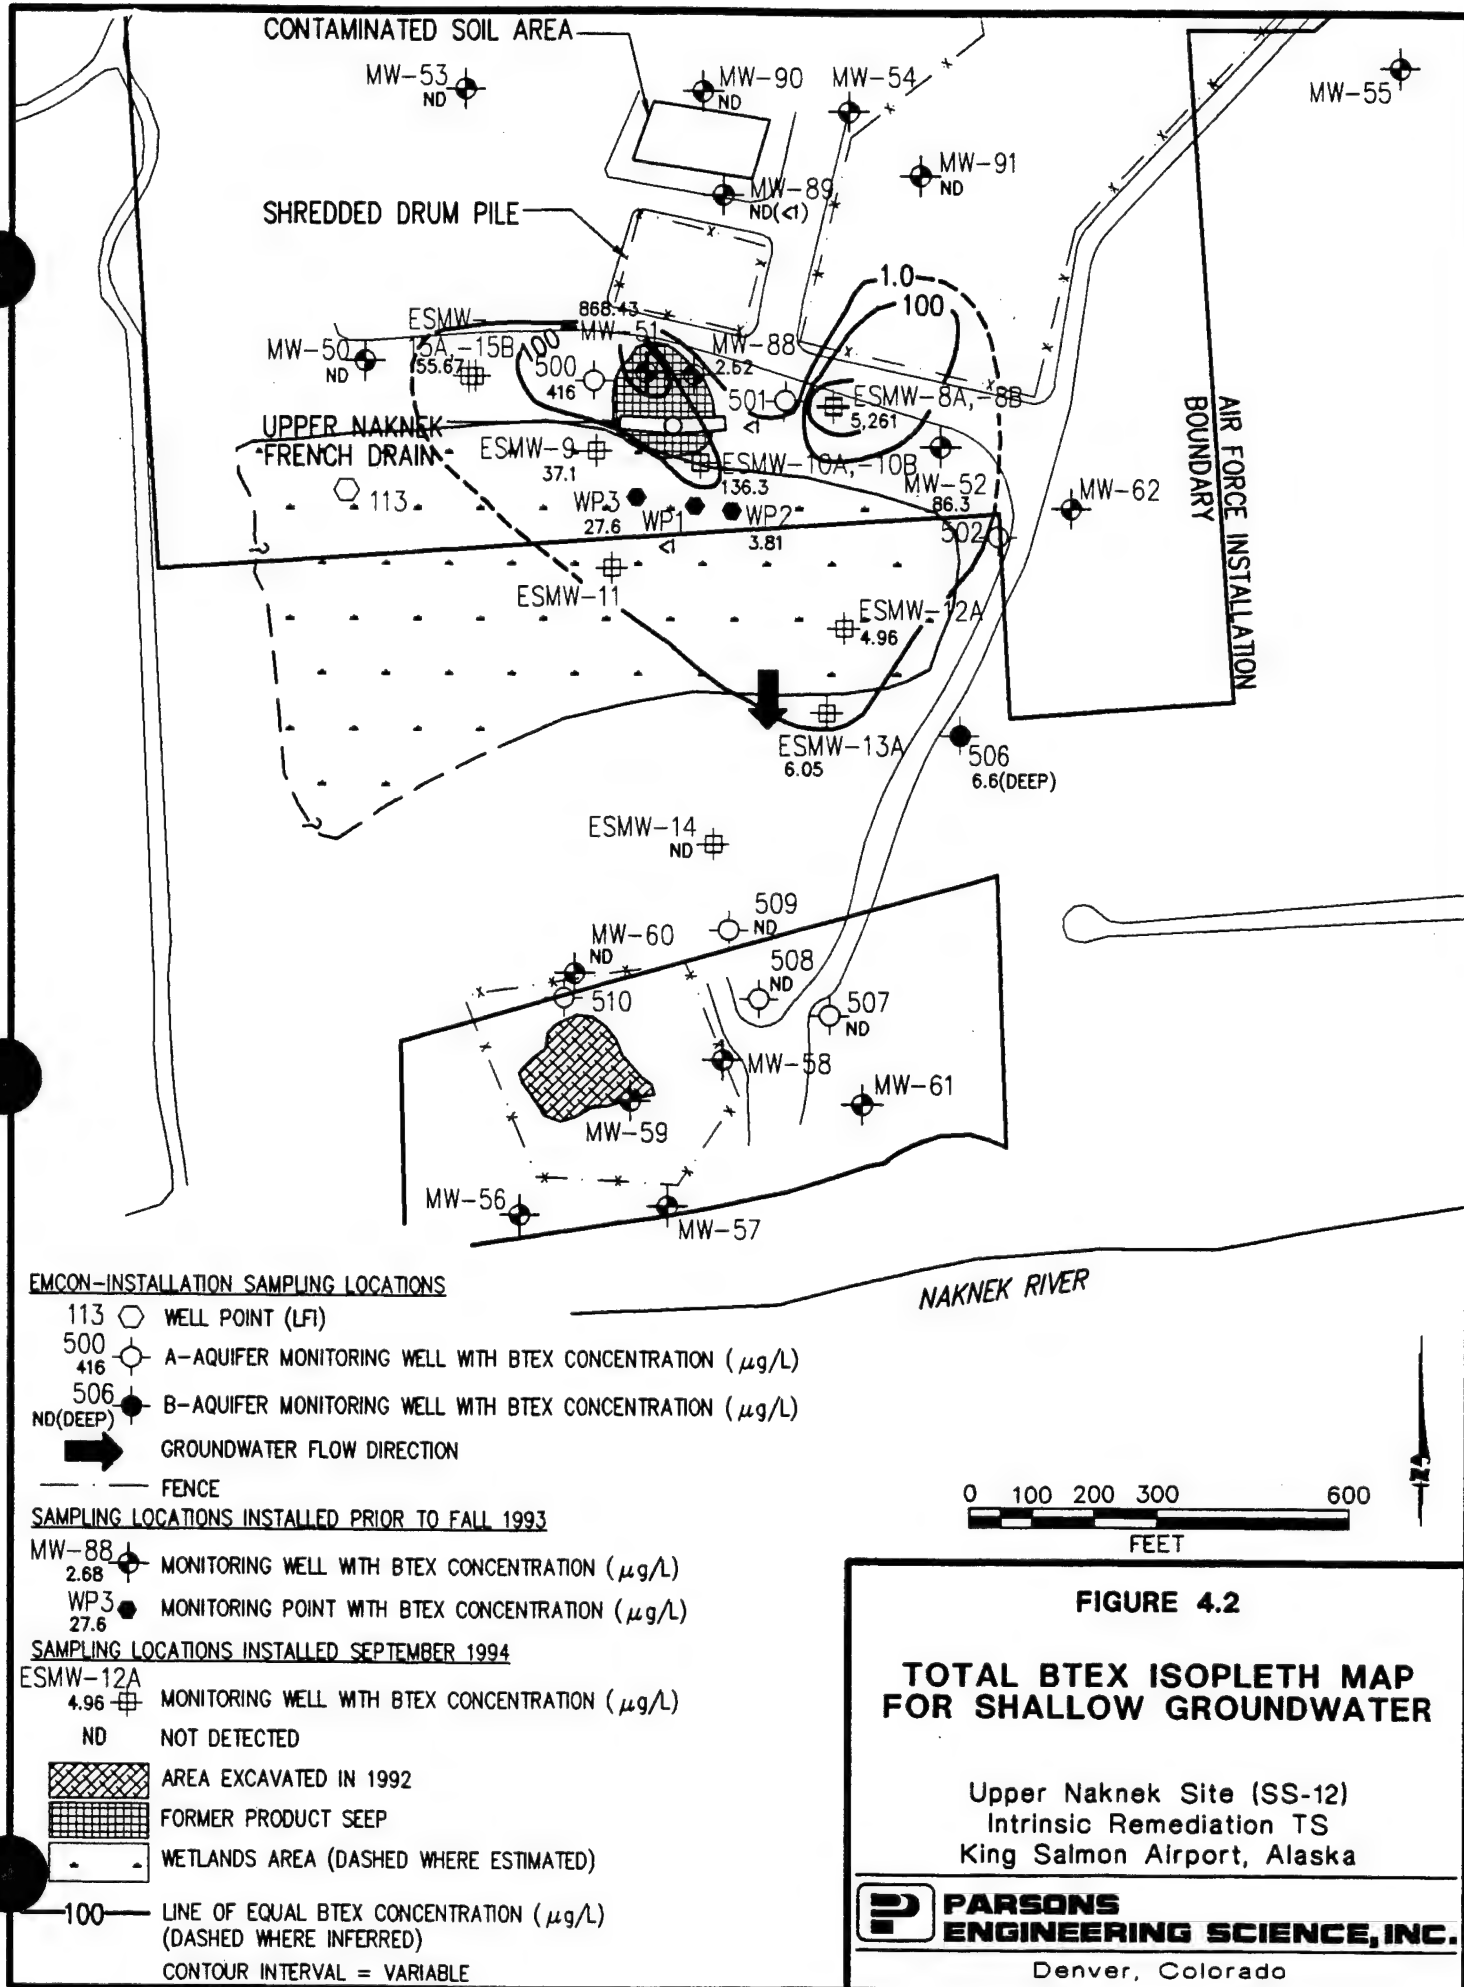 CONTAMINATED SOIL AREA
MW-53
ND
MW-90
ND
MW-54
MW-55
MW-91
ND
MW-89
ND(<1)
SHREDDED DRUM PILE
1.0
100
868.43
ESMW-
15A,-15B
55.67
MW-51
100
MW-88
2.62
MW-50
ND
500
416
501
<1
ESMW-8A,-8B
5,261
UPPER NAKNEK
FRENCH DRAIN
ESMW-9
37.1
ESMW-10A,-10B
136.3
MW-52
86.3
MW-62
AIR FORCE INSTALLATION
BOUNDARY
113
WP3
27.6
WP1
<1
WP2
3.81
502
?
ESMW-11
ESMW-12A
4.96
ESMW-13A
6.05
506
6.6(DEEP)
?
ESMW-14
ND
509
ND
MW-60
ND
508
ND
510
507
ND
MW-58
MW-61
MW-59
MW-56
MW-57
NAKNEK RIVER
EMCON-INSTALLATION SAMPLING LOCATIONS
113 WELL POINT (LFI)
500
416
A-AQUIFER MONITORING WELL WITH BTEX CONCENTRATION (µg/L)
506
ND(DEEP)
B-AQUIFER MONITORING WELL WITH BTEX CONCENTRATION (µg/L)
GROUNDWATER FLOW DIRECTION
FENCE
SAMPLING LOCATIONS INSTALLED PRIOR TO FALL 1993
MW-88
2.68
MONITORING WELL WITH BTEX CONCENTRATION (µg/L)
WP3
27.6
MONITORING POINT WITH BTEX CONCENTRATION (µg/L)
SAMPLING LOCATIONS INSTALLED SEPTEMBER 1994
ESMW-12A
4.96
MONITORING WELL WITH BTEX CONCENTRATION (µg/L)
ND NOT DETECTED
AREA EXCAVATED IN 1992
FORMER PRODUCT SEEP
WETLANDS AREA (DASHED WHERE ESTIMATED)
100 LINE OF EQUAL BTEX CONCENTRATION (µg/L)
(DASHED WHERE INFERRED)
CONTOUR INTERVAL = VARIABLE
N
0 100 200 300 600
FEET
FIGURE 4.2
TOTAL BTEX ISOPLETH MAP
FOR SHALLOW GROUNDWATER
Upper Naknek Site (SS-12)
Intrinsic Remediation TS
King Salmon Airport, Alaska
PARSONS
ENGINEERING SCIENCE, INC.
Denver, Colorado